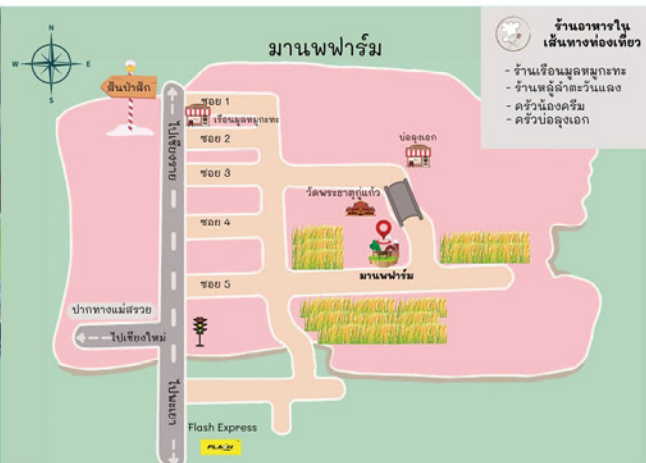 มานพฟาร์ม
N
W
E
S
ร้านอาหารใน
เส้นทางท่องเที่ยว
- ร้านเรือนมูลหมูกะทะ
- ร้านหลู้ลำตะวันแลง
- ครัวน้องครีม
- ครัวบ่อลุงเอก
สันป่าสัก
ไปเชียงราย
ซอย 1
เรือนมูลหมูกะทะ
ซอย 2
บ่อลุงเอก
ซอย 3
วัดพระธาตุกู่แก้ว
ซอย 4
มานพฟาร์ม
ซอย 5
ปากทางแม่สรวย
ไปเชียงใหม่
ไปพะเยา
Flash Express
FLASH